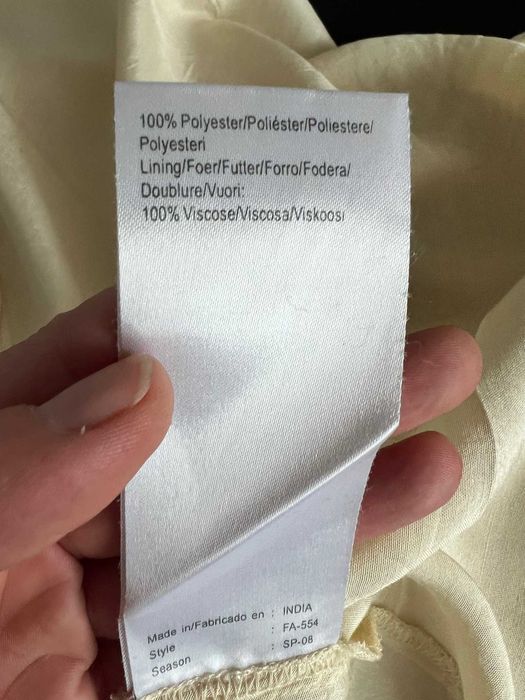 100% Polyester/Poliéster/Poliestere/
Polyesteri
Lining/Foer/Futter/Forro/Fodera/
Doublure/Vuori:
100% Viscose/Viscosa/Viskoosi
Made in/Fabricado en : INDIA
Style : FA-554
Season : SP-08